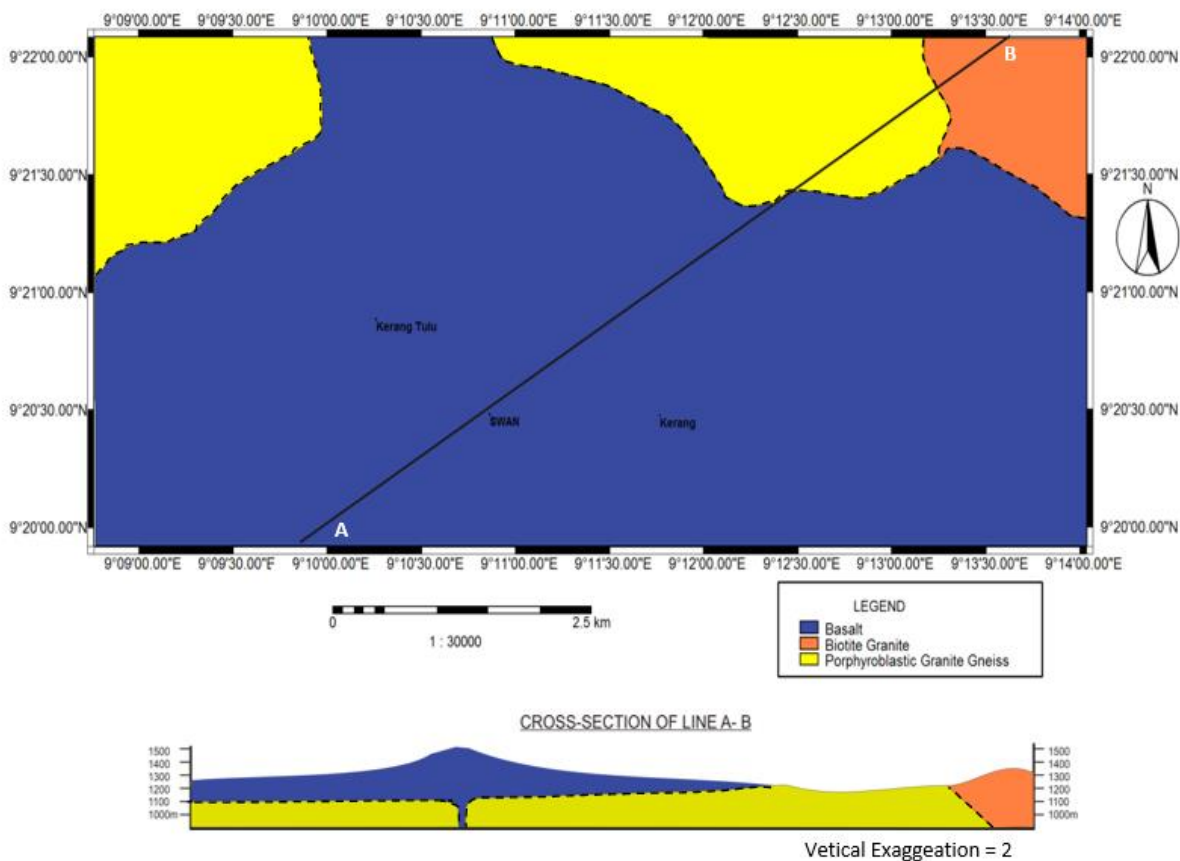 9°09'00.00"E 9°09'30.00"E 9°10'00.00"E 9°10'30.00"E 9°11'00.00"E 9°11'30.00"E 9°12'00.00"E 9°12'30.00"E 9°13'00.00"E 9°13'30.00"E 9°14'00.00"E
B
9°22'00.00"N 9°22'00.00"N
9°21'30.00"N 9°21'30.00"N
N
9°21'00.00"N 9°21'00.00"N
Kerang Tulu
9°20'30.00"N 9°20'30.00"N
SWAN Kerang
9°20'00.00"N 9°20'00.00"N
A
9°09'00.00"E 9°09'30.00"E 9°10'00.00"E 9°10'30.00"E 9°11'00.00"E 9°11'30.00"E 9°12'00.00"E 9°12'30.00"E 9°13'00.00"E 9°13'30.00"E 9°14'00.00"E
0 2.5 km
1 : 30000
LEGEND
Basalt
Biotite Granite
Porphyroblastic Granite Gneiss
CROSS-SECTION OF LINE A- B
1500 1500
1400 1400
1300 1300
1200 1200
1100 1100
1000m 1000m
Vetical Exaggeation = 2